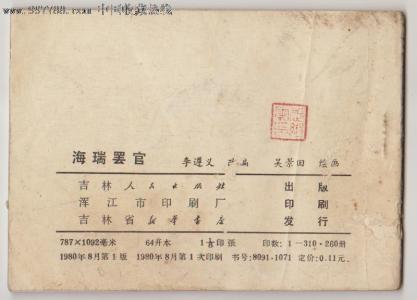 www.997788.com 中国收藏热线
海瑞罢官 李遵义 改编 吴景田 绘画
吉林人民出版社 出版
浑江市印刷厂 印刷
吉林省新华书店 发行
787×1092毫米 64开本 印张 印数：1—310·260册
1980年8月第1版 1980年8月第1次印刷 书号：8091·1071 定价：0.11元